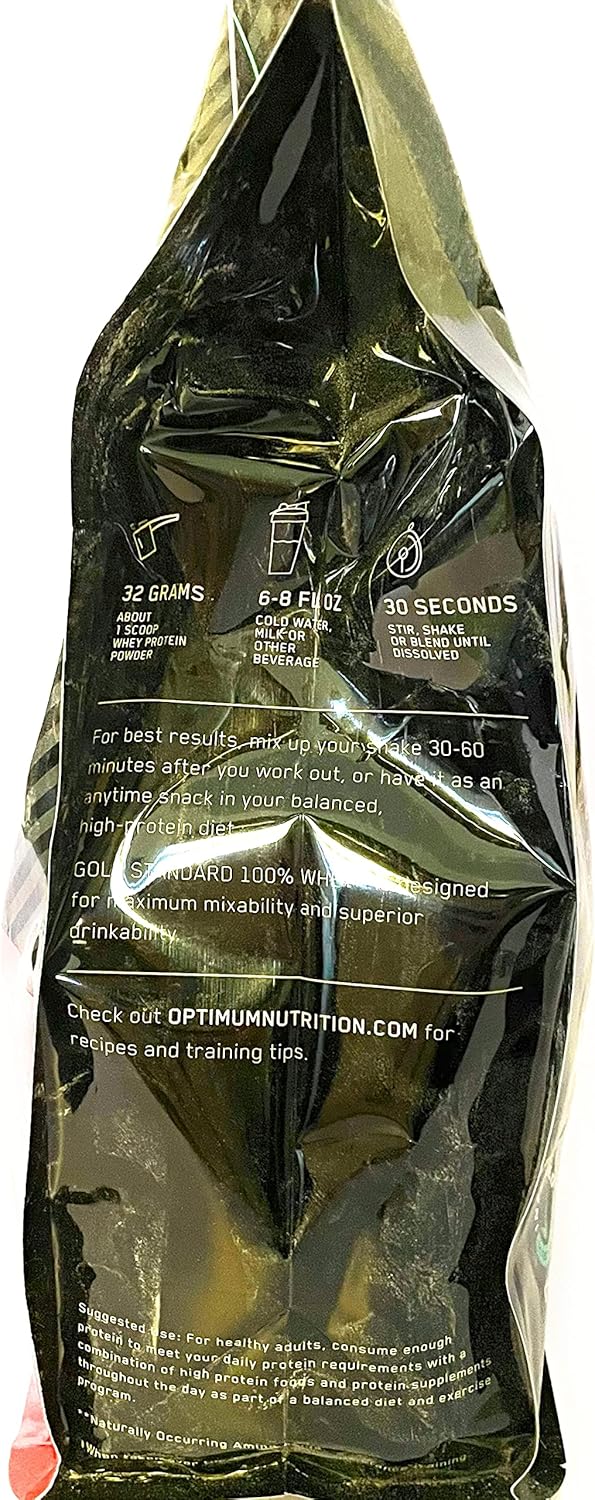 32 GRAMS
ABOUT
1 SCOOP
WHEY PROTEIN
POWDER
6-8 FL OZ
COLD WATER,
MILK OR
OTHER
BEVERAGE
30 SECONDS
STIR, SHAKE
OR BLEND UNTIL
DISSOLVED
For best results, mix up your shake 30-60
minutes after you work out, or have it as an
anytime snack in your balanced,
high-protein diet.
GOLD STANDARD 100% designed
for maximum mixability and superior
drinkability.
Check out OPTIMUMNUTRITION.COM for
recipes and training tips.
Suggested Use: For healthy adults, consume enough
protein to meet your daily protein requirements with a
combination of high protein foods and protein supplements
throughout the day as part of a balanced diet and exercise
program.
**Naturally Occurring